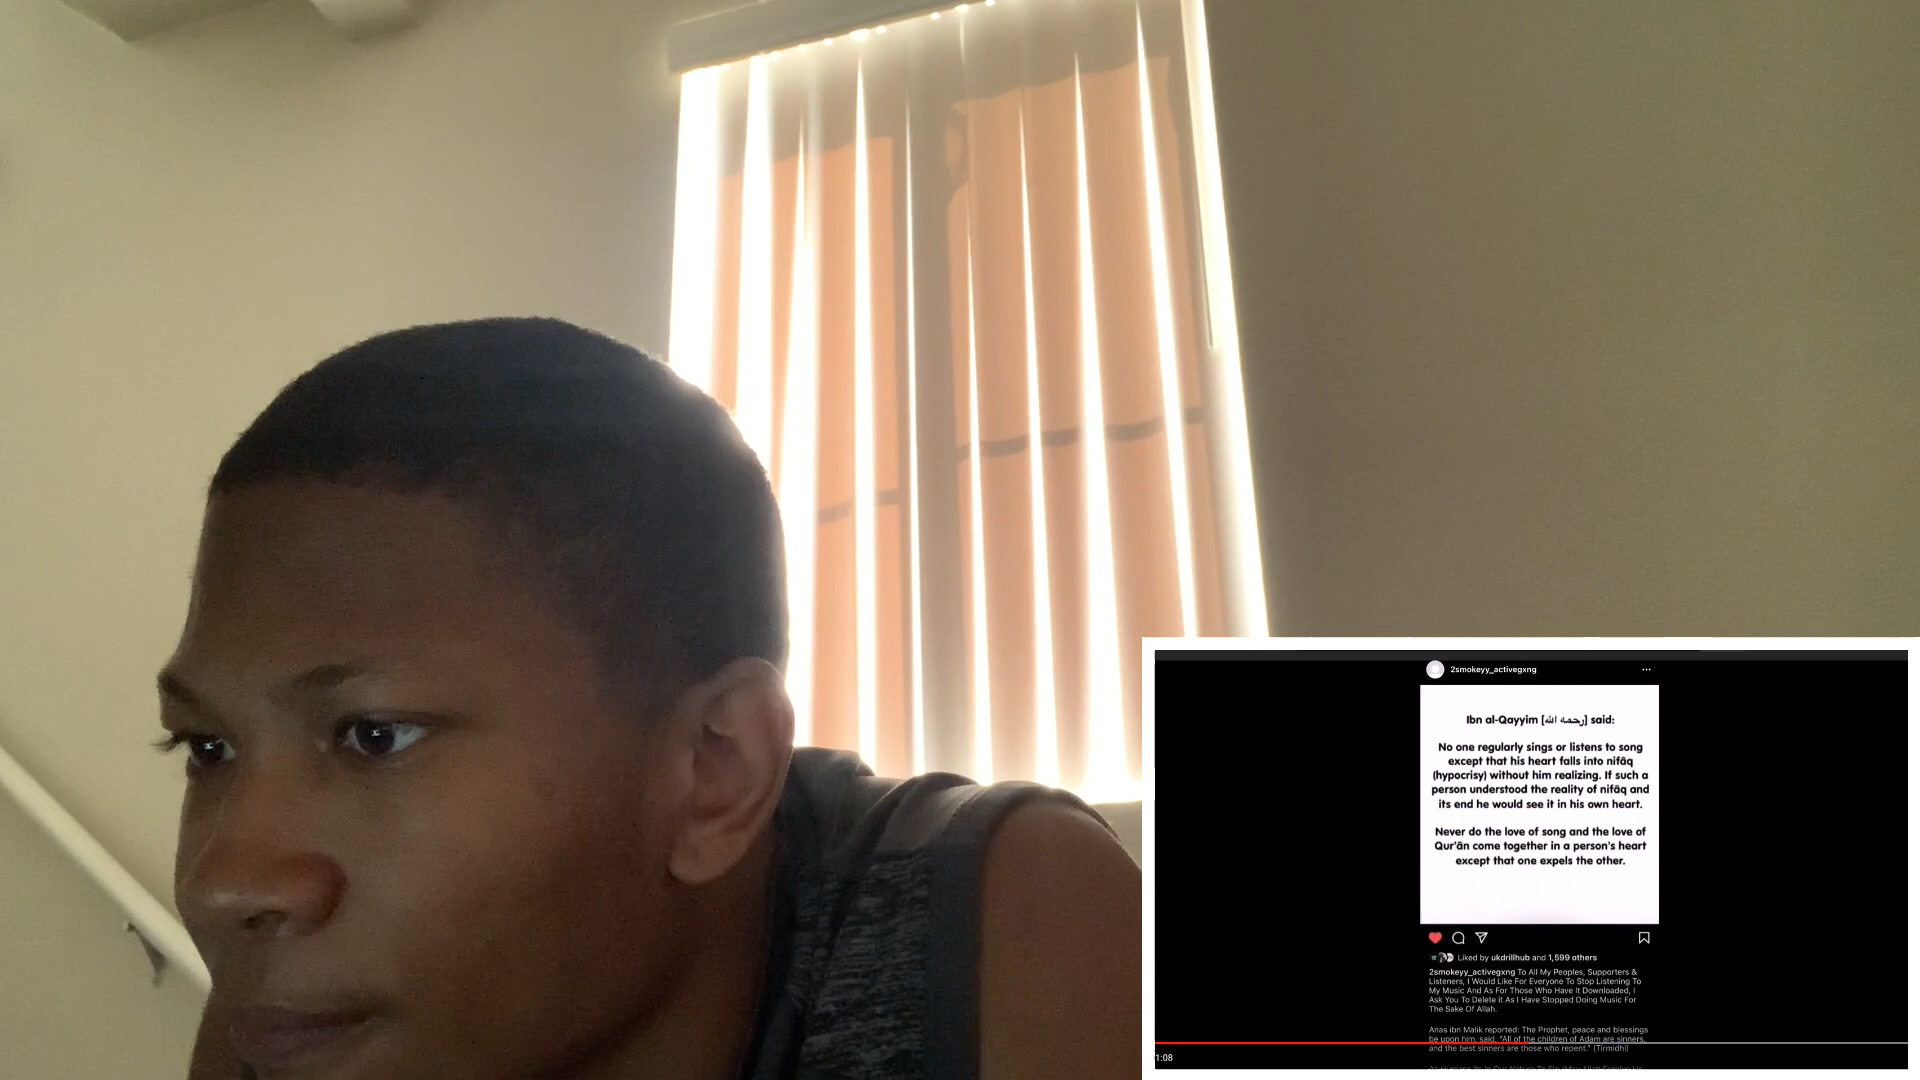 2smokeyy_activegxng
Ibn al-Qayyim [رحمه الله] said:
No one regularly sings or listens to song
except that his heart falls into nifâq
(hypocrisy) without him realizing. If such a
person understood the reality of nifâq and
its end he would see it in his own heart.
Never do the love of song and the love of
Qur'ân come together in a person's heart
except that one expels the other.
Liked by ukdrillhub and 1,599 others
2smokeyy_activegxng To All My Peoples, Supporters &
Listeners, I Would Like For Everyone To Stop Listening To
My Music And As For Those Who Have It Downloaded, I
Ask You To Delete it As I Have Stopped Doing Music For
The Sake Of Allah.
Anas ibn Malik reported: The Prophet, peace and blessings
be upon him, said, "All of the children of Adam are sinners,
and the best sinners are those who repent." (Tirmidhi)
1:08